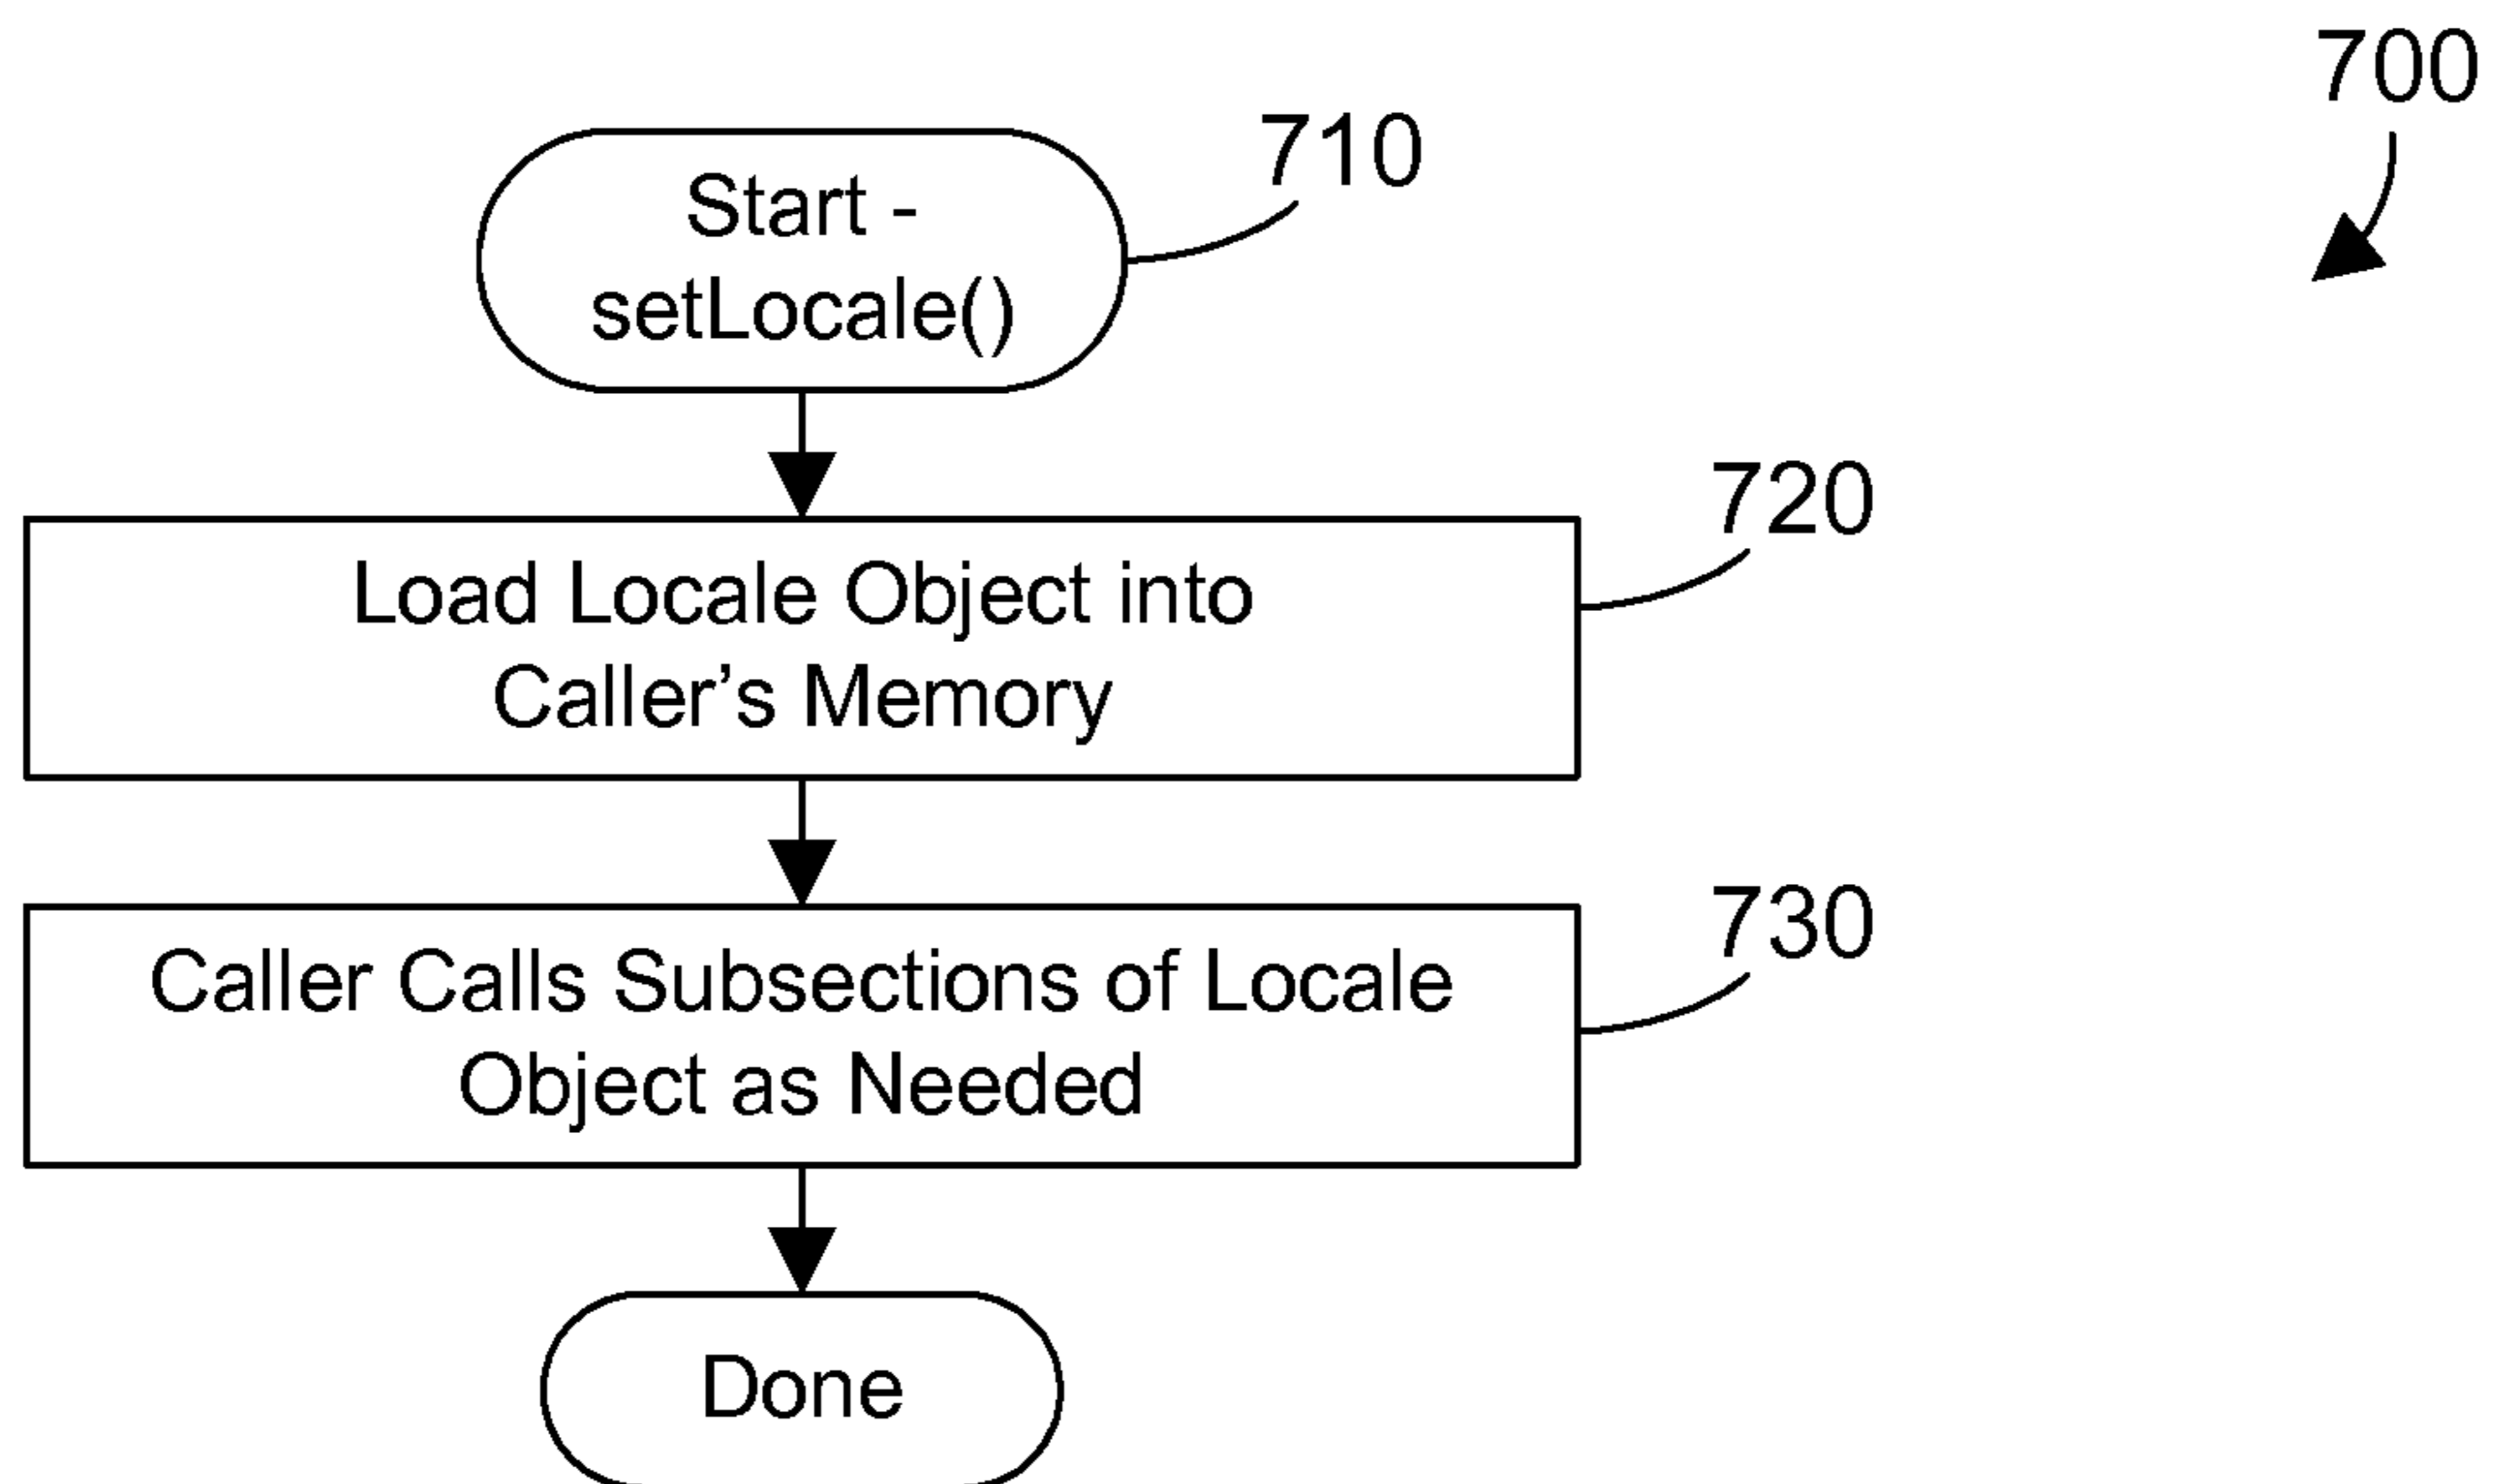 700
710
Start -
setLocale()
720
Load Locale Object into
Caller’s Memory
730
Caller Calls Subsections of Locale
Object as Needed
Done